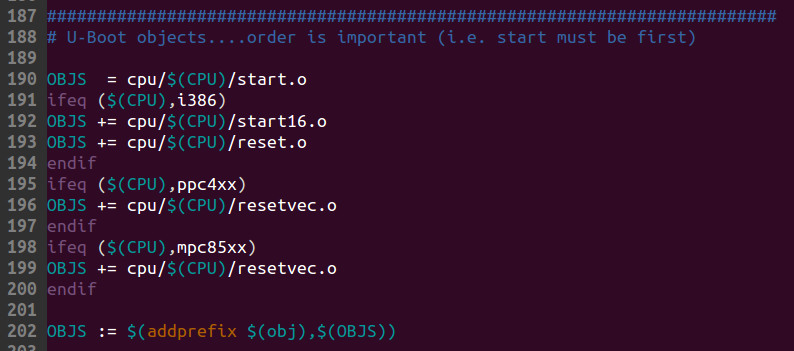 187 #########################################################################
188 # U-Boot objects....order is important (i.e. start must be first)
189
190 OBJS  = cpu/$(CPU)/start.o
191 ifeq ($(CPU),i386)
192 OBJS += cpu/$(CPU)/start16.o
193 OBJS += cpu/$(CPU)/reset.o
194 endif
195 ifeq ($(CPU),ppc4xx)
196 OBJS += cpu/$(CPU)/resetvec.o
197 endif
198 ifeq ($(CPU),mpc85xx)
199 OBJS += cpu/$(CPU)/resetvec.o
200 endif
201
202 OBJS := $(addprefix $(obj),$(OBJS))